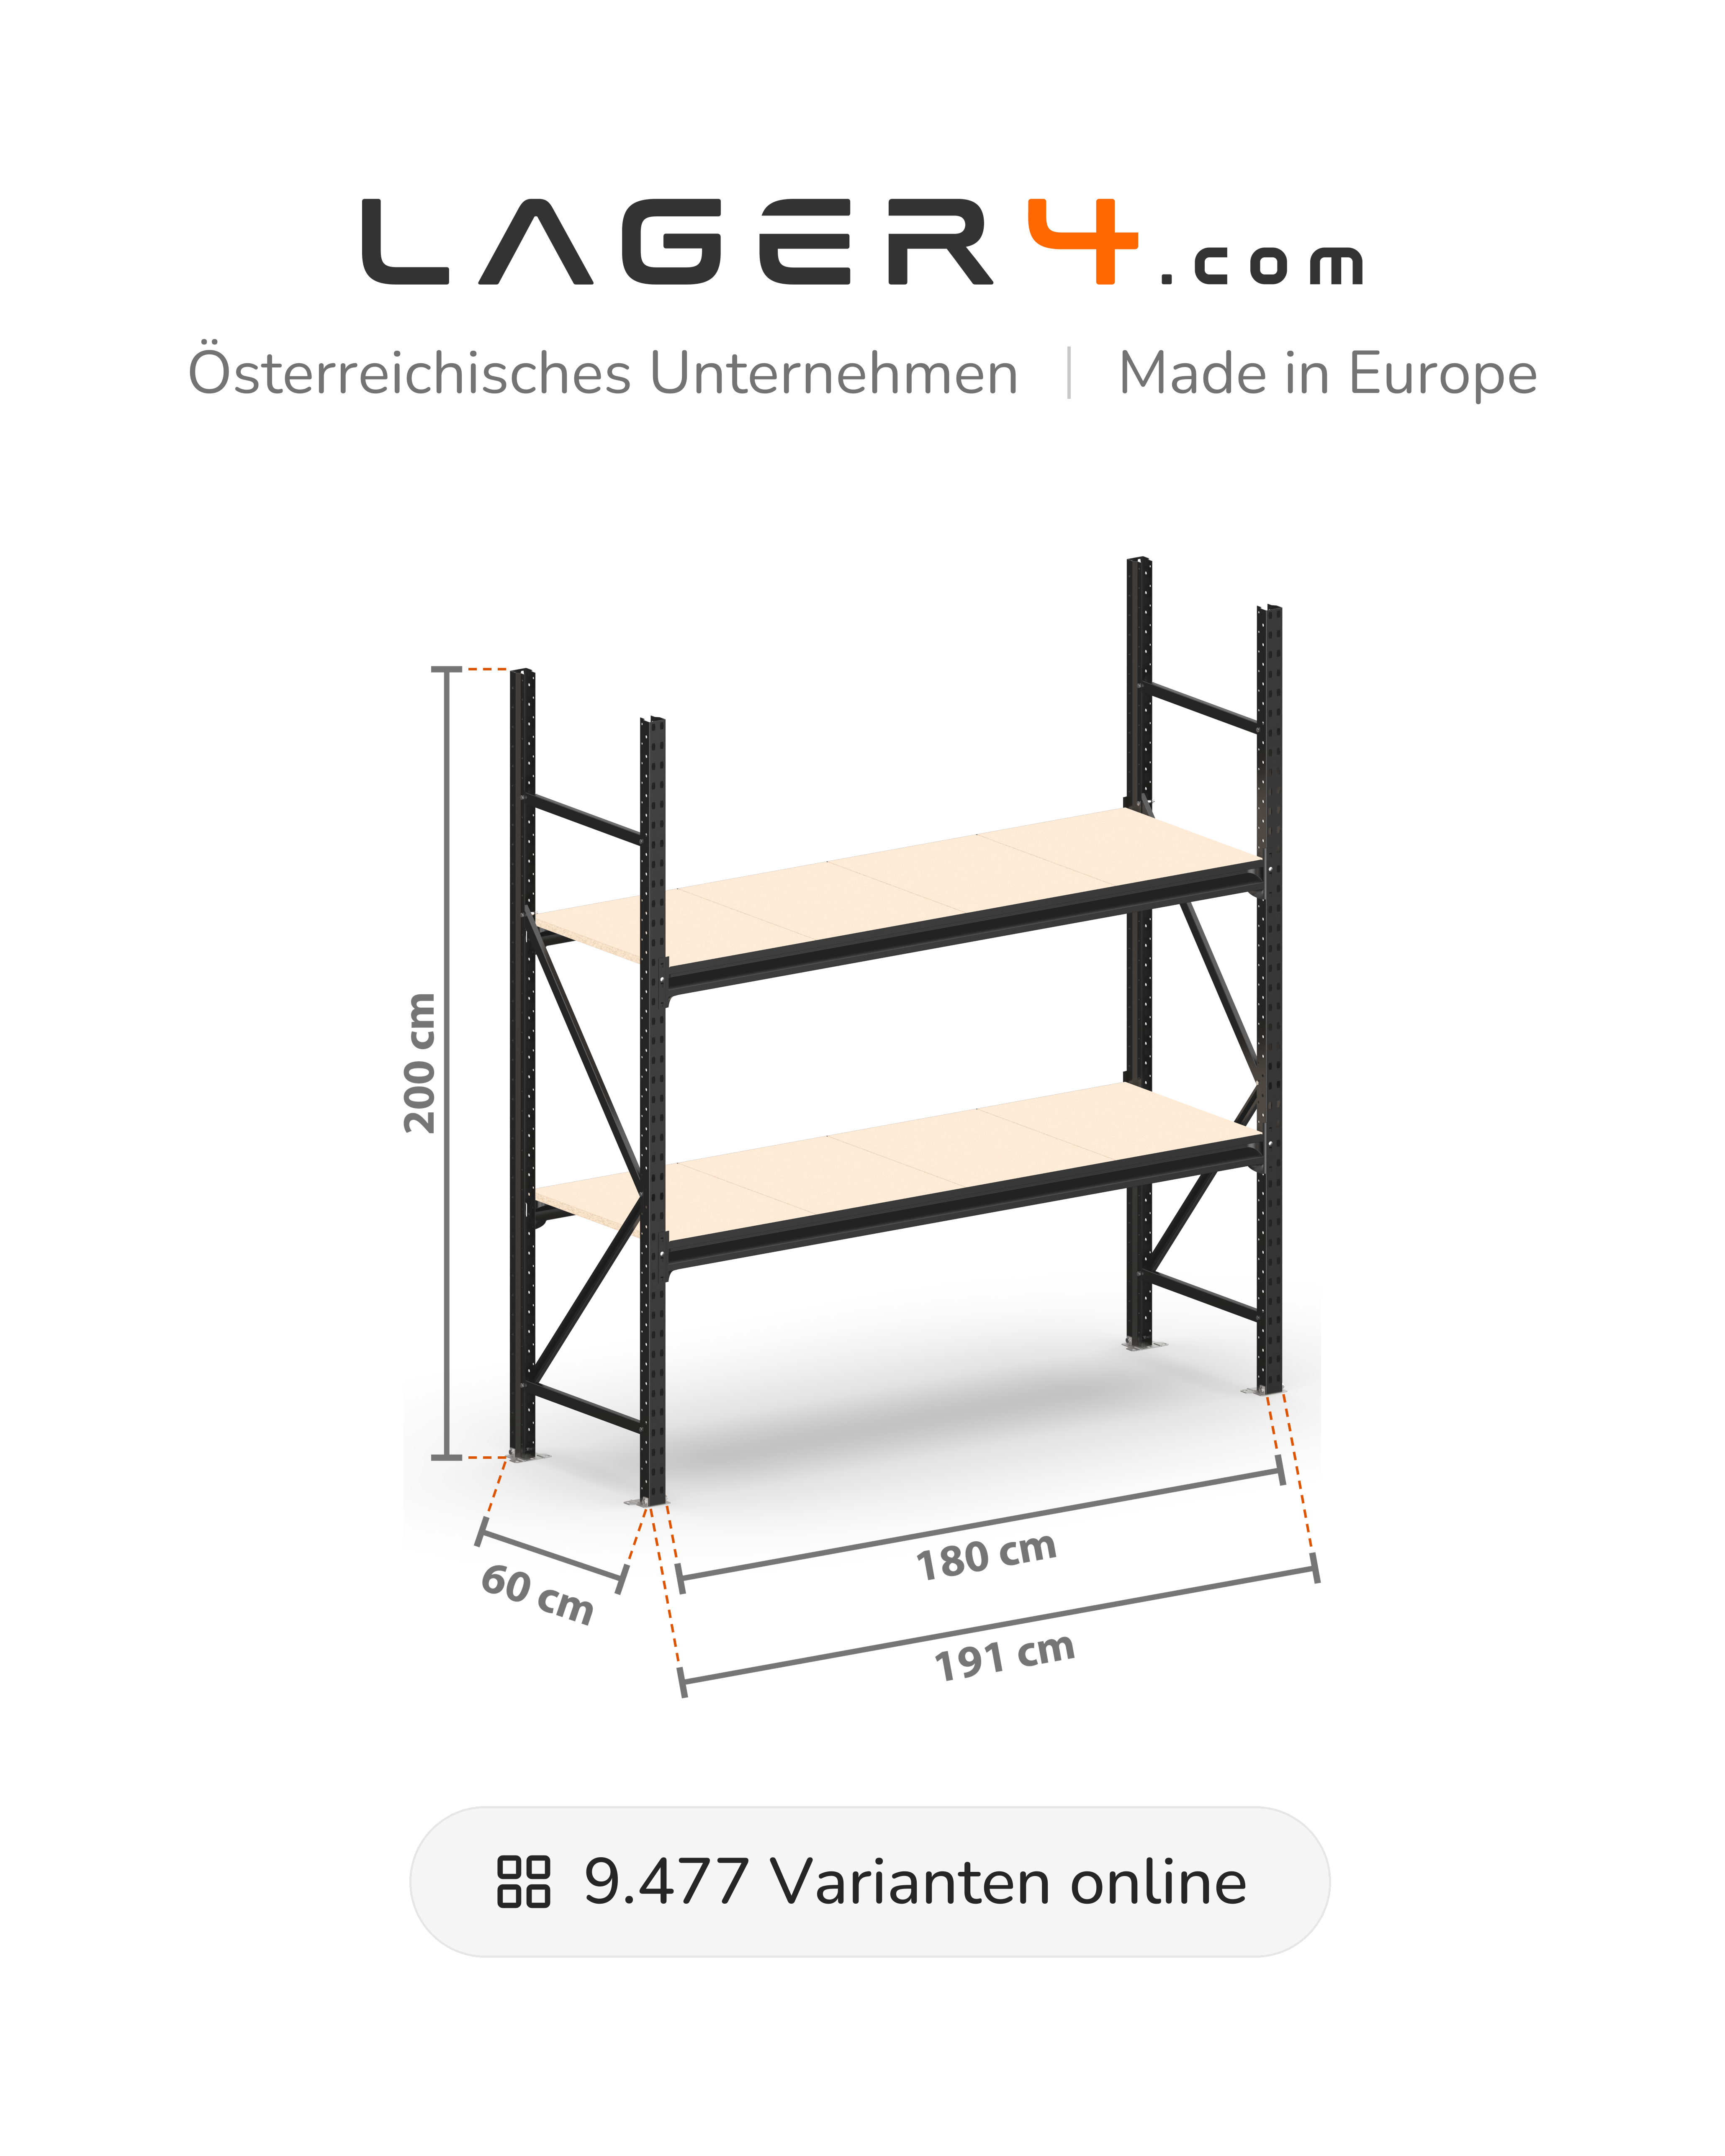 LAGER4.com
Österreichisches Unternehmen | Made in Europe
200 cm
60 cm
180 cm
191 cm
9.477 Varianten online